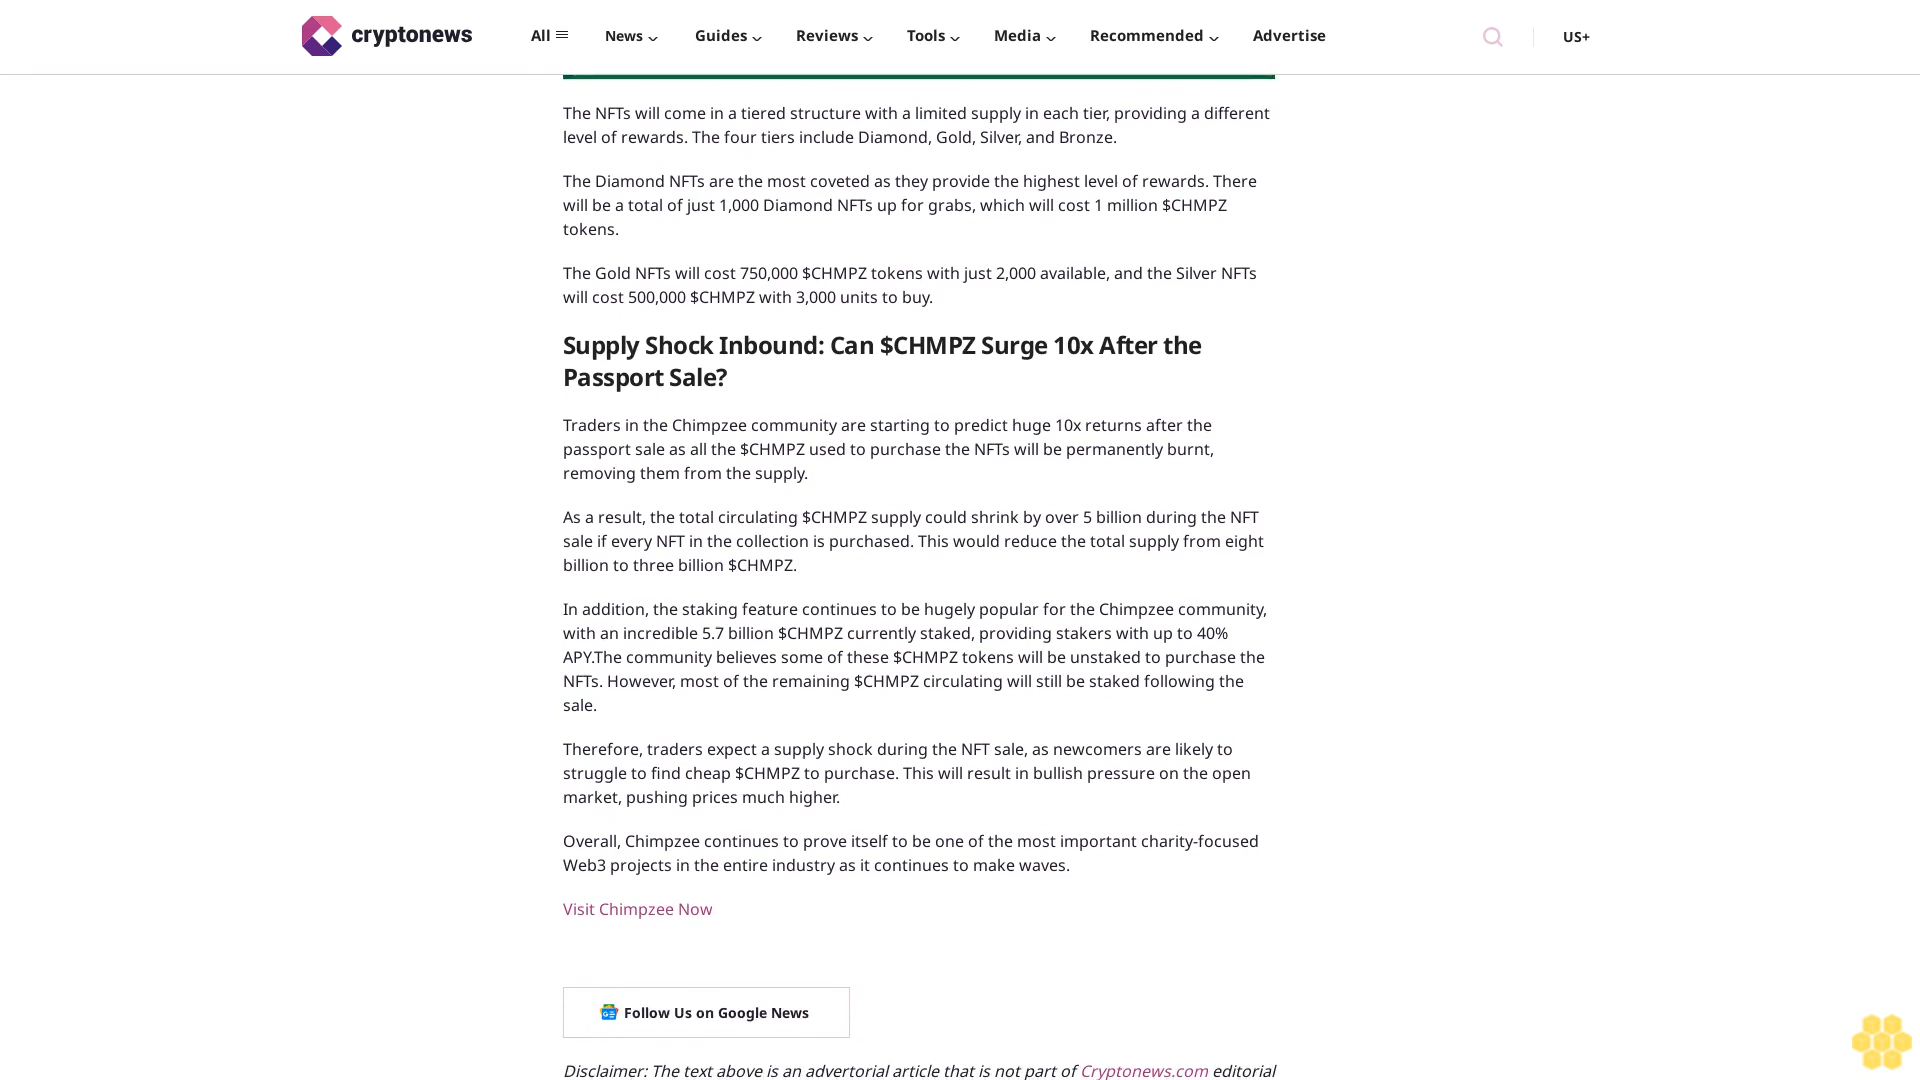 cryptonews
All
News
Guides
Reviews
Tools
Media
Recommended
Advertise
US+
The NFTs will come in a tiered structure with a limited supply in each tier, providing a different
level of rewards. The four tiers include Diamond, Gold, Silver, and Bronze.
The Diamond NFTs are the most coveted as they provide the highest level of rewards. There
will be a total of just 1,000 Diamond NFTs up for grabs, which will cost 1 million $CHMPZ
tokens.
The Gold NFTs will cost 750,000 $CHMPZ tokens with just 2,000 available, and the Silver NFTs
will cost 500,000 $CHMPZ with 3,000 units to buy.
Supply Shock Inbound: Can $CHMPZ Surge 10x After the
Passport Sale?
Traders in the Chimpzee community are starting to predict huge 10x returns after the
passport sale as all the $CHMPZ used to purchase the NFTs will be permanently burnt,
removing them from the supply.
As a result, the total circulating $CHMPZ supply could shrink by over 5 billion during the NFT
sale if every NFT in the collection is purchased. This would reduce the total supply from eight
billion to three billion $CHMPZ.
In addition, the staking feature continues to be hugely popular for the Chimpzee community,
with an incredible 5.7 billion $CHMPZ currently staked, providing stakers with up to 40%
APY.The community believes some of these $CHMPZ tokens will be unstaked to purchase the
NFTs. However, most of the remaining $CHMPZ circulating will still be staked following the
sale.
Therefore, traders expect a supply shock during the NFT sale, as newcomers are likely to
struggle to find cheap $CHMPZ to purchase. This will result in bullish pressure on the open
market, pushing prices much higher.
Overall, Chimpzee continues to prove itself to be one of the most important charity-focused
Web3 projects in the entire industry as it continues to make waves.
Visit Chimpzee Now
Follow Us on Google News
Disclaimer: The text above is an advertorial article that is not part of Cryptonews.com editorial